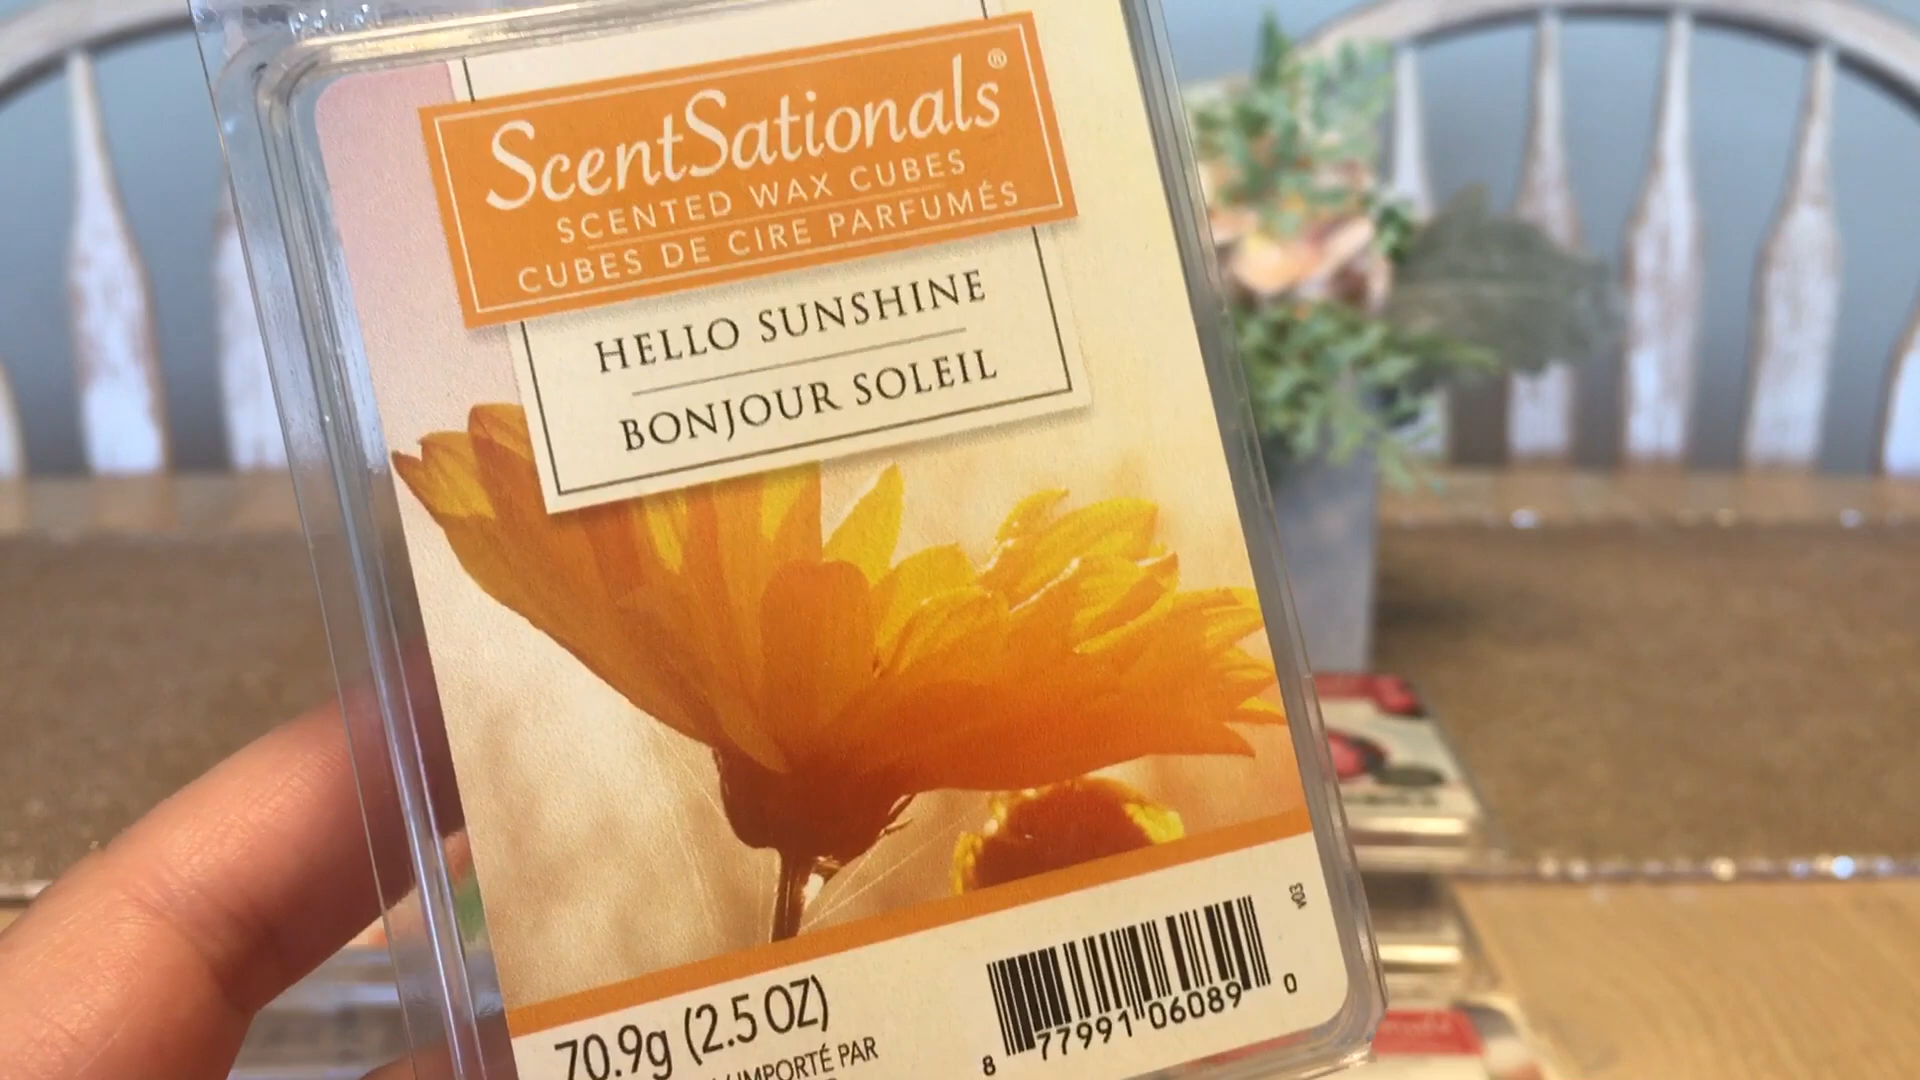 ScentSationals®
SCENTED WAX CUBES
CUBES DE CIRE PARFUMÉS
HELLO SUNSHINE
BONJOUR SOLEIL
V03
70.9g (2.5 OZ)
IMPORTÉ PAR
8 77991 06089 0